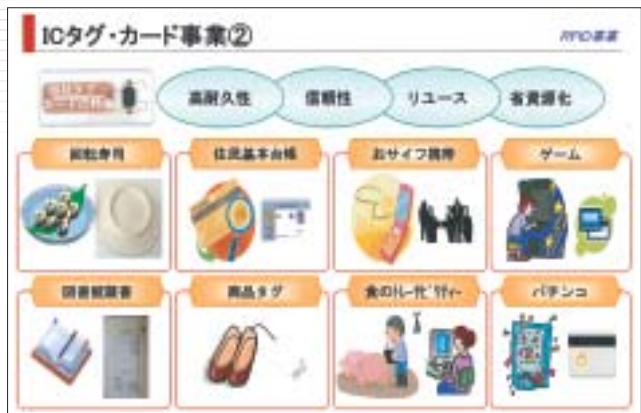 ICタグ・カード事業②
RFID事業
高耐久性
信頼性
リユース
省資源化
回転寿司
住民基本台帳
おサイフ携帯
ゲーム
図書館蔵書
商品タグ
食のトレーサビリティー
パチンコ